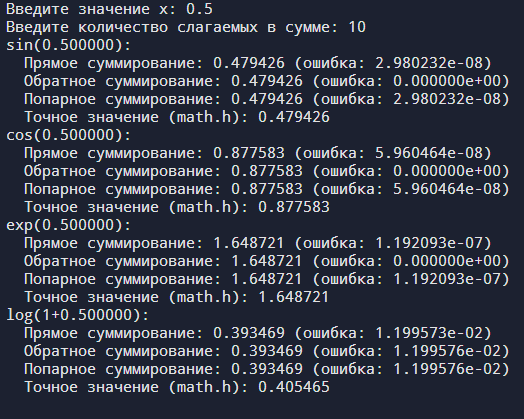 Введите значение x: 0.5
Введите количество слагаемых в сумме: 10
sin(0.500000):
  Прямое суммирование: 0.479426 (ошибка: 2.980232e-08)
  Обратное суммирование: 0.479426 (ошибка: 0.000000e+00)
  Попарное суммирование: 0.479426 (ошибка: 2.980232e-08)
  Точное значение (math.h): 0.479426
cos(0.500000):
  Прямое суммирование: 0.877583 (ошибка: 5.960464e-08)
  Обратное суммирование: 0.877583 (ошибка: 0.000000e+00)
  Попарное суммирование: 0.877583 (ошибка: 5.960464e-08)
  Точное значение (math.h): 0.877583
exp(0.500000):
  Прямое суммирование: 1.648721 (ошибка: 1.192093e-07)
  Обратное суммирование: 1.648721 (ошибка: 0.000000e+00)
  Попарное суммирование: 1.648721 (ошибка: 1.192093e-07)
  Точное значение (math.h): 1.648721
log(1+0.500000):
  Прямое суммирование: 0.393469 (ошибка: 1.199573e-02)
  Обратное суммирование: 0.393469 (ошибка: 1.199576e-02)
  Попарное суммирование: 0.393469 (ошибка: 1.199576e-02)
  Точное значение (math.h): 0.405465